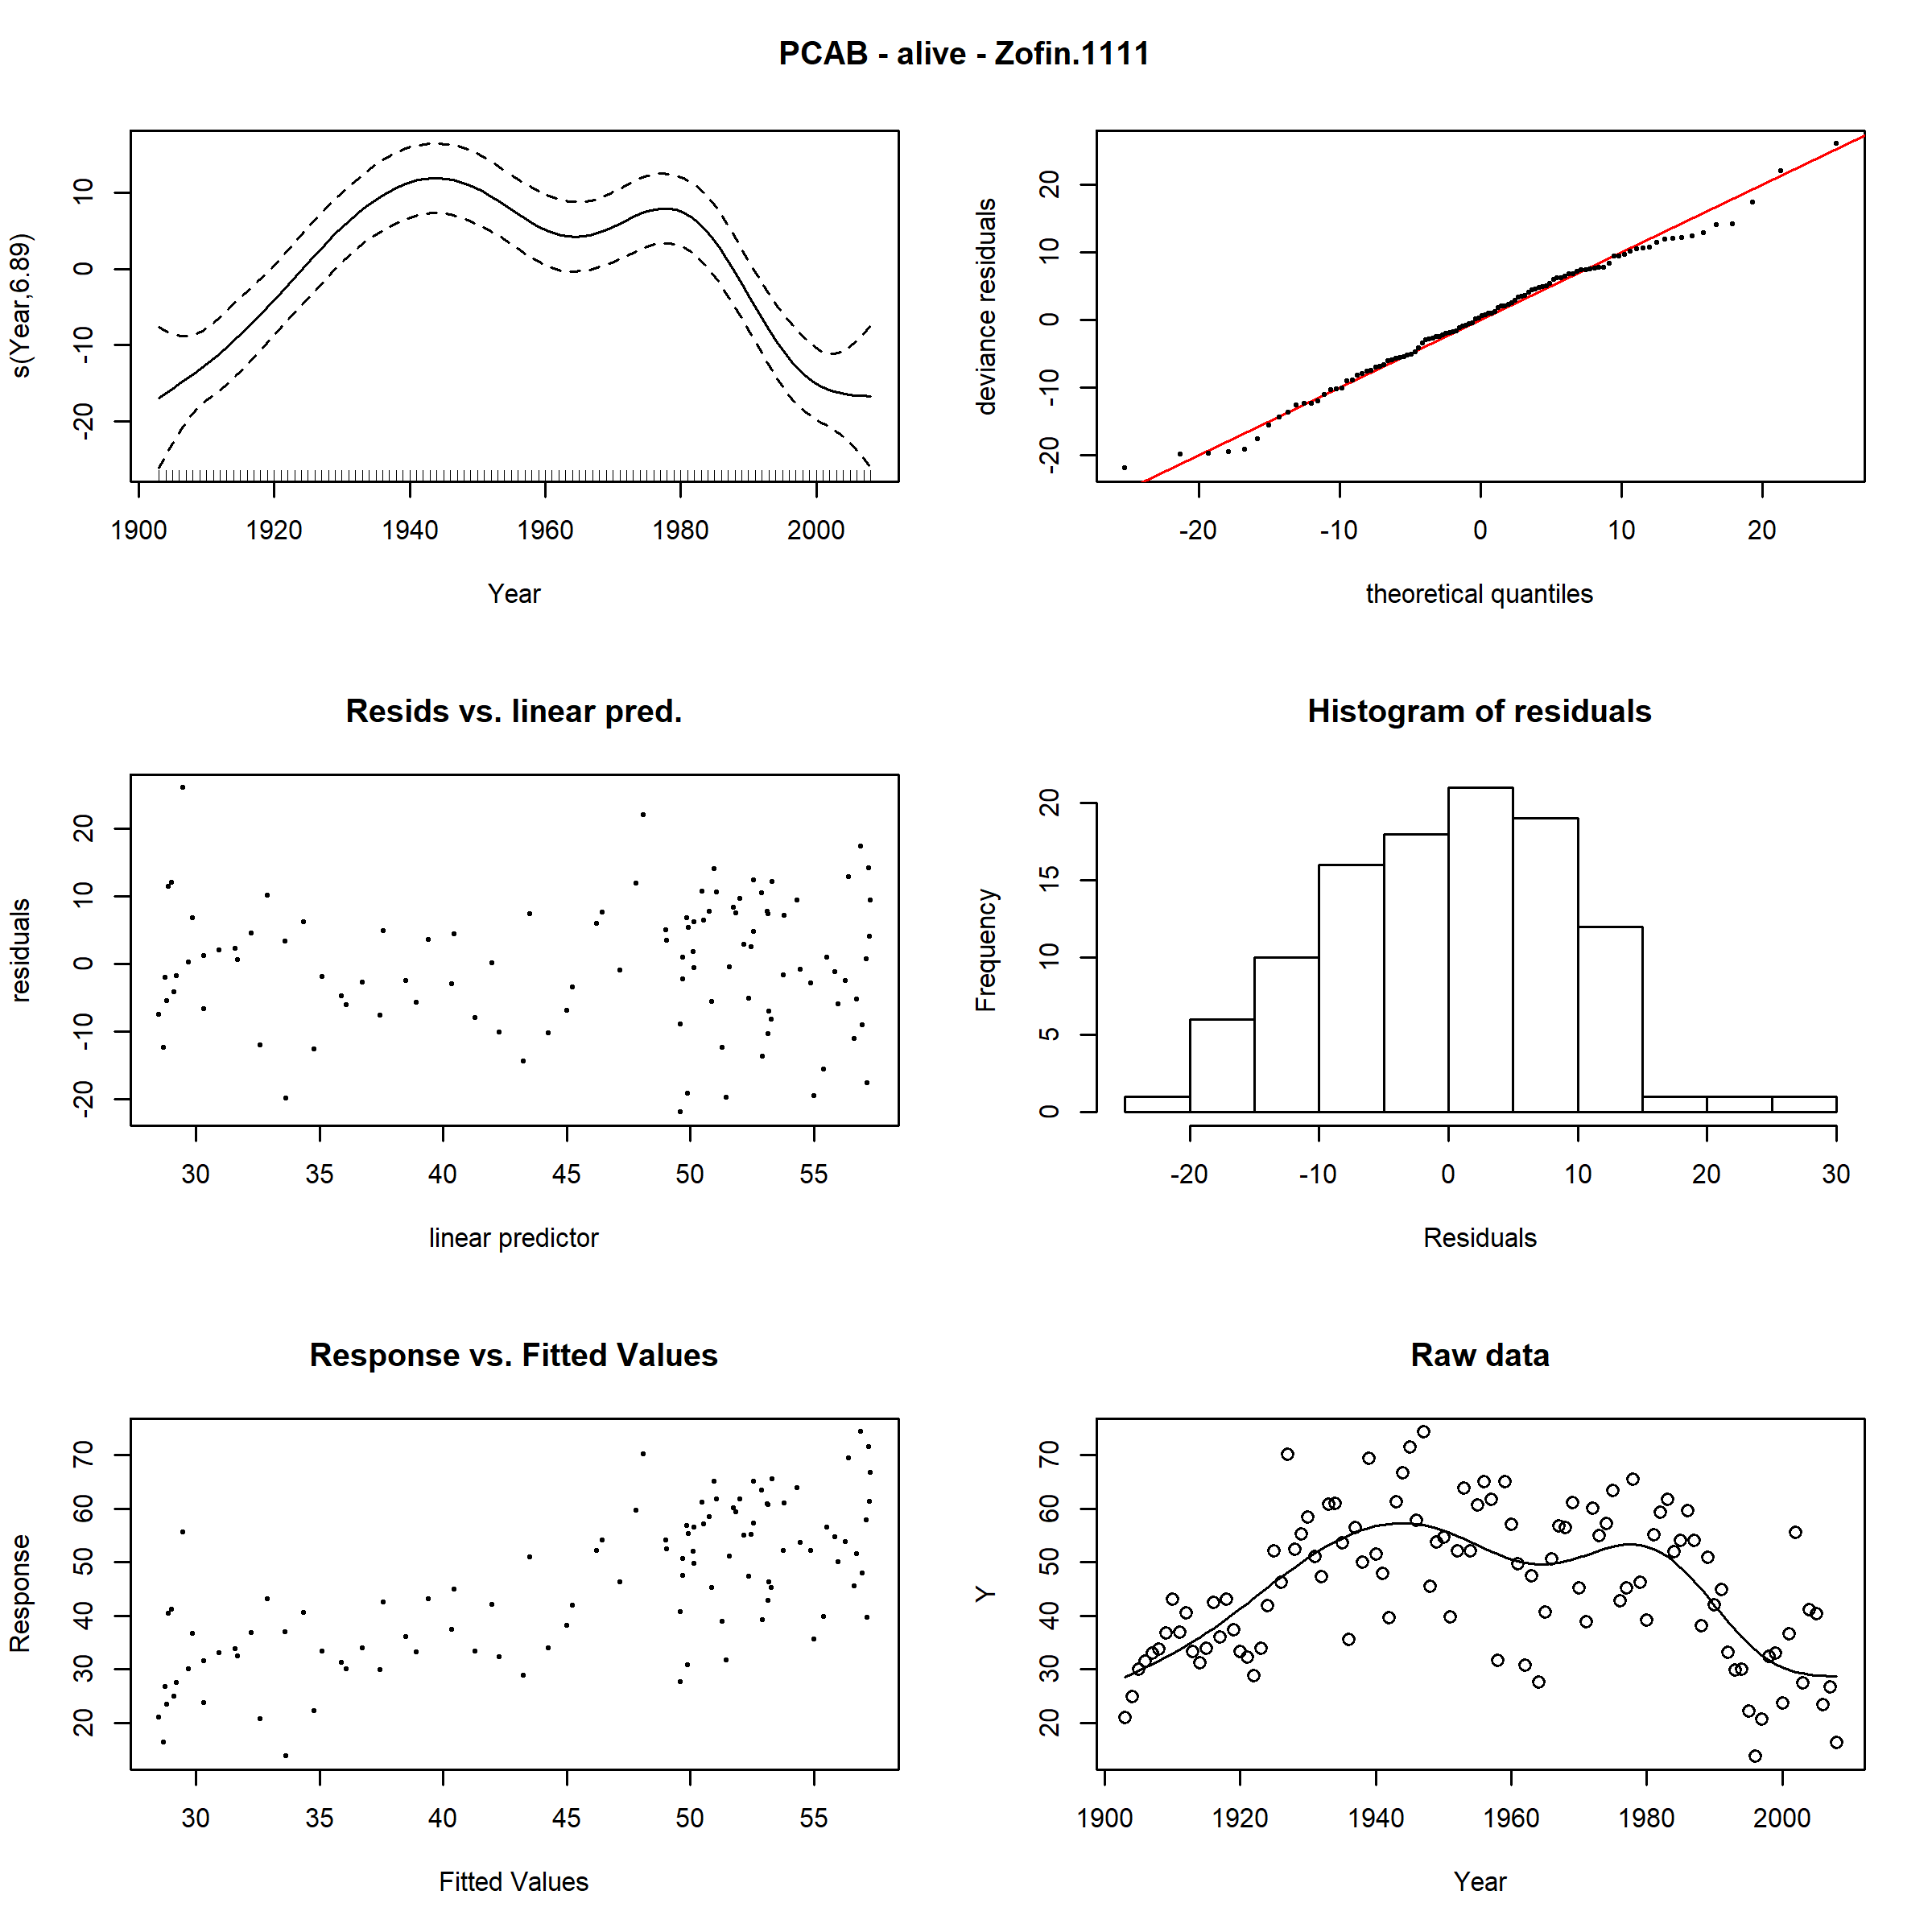 PCAB - alive - Zofin.1111
s(Year,6.89)
-20 -10 0 10
1900 1920 1940 1960 1980 2000
Year
deviance residuals
-20 -10 0 10 20
-20 -10 0 10 20
theoretical quantiles
Resids vs. linear pred.
residuals
-20 -10 0 10 20
30 35 40 45 50 55
linear predictor
Histogram of residuals
Frequency
0 5 10 15 20
-20 -10 0 10 20 30
Residuals
Response vs. Fitted Values
Response
20 30 40 50 60 70
30 35 40 45 50 55
Fitted Values
Raw data
Y
20 30 40 50 60 70
1900 1920 1940 1960 1980 2000
Year